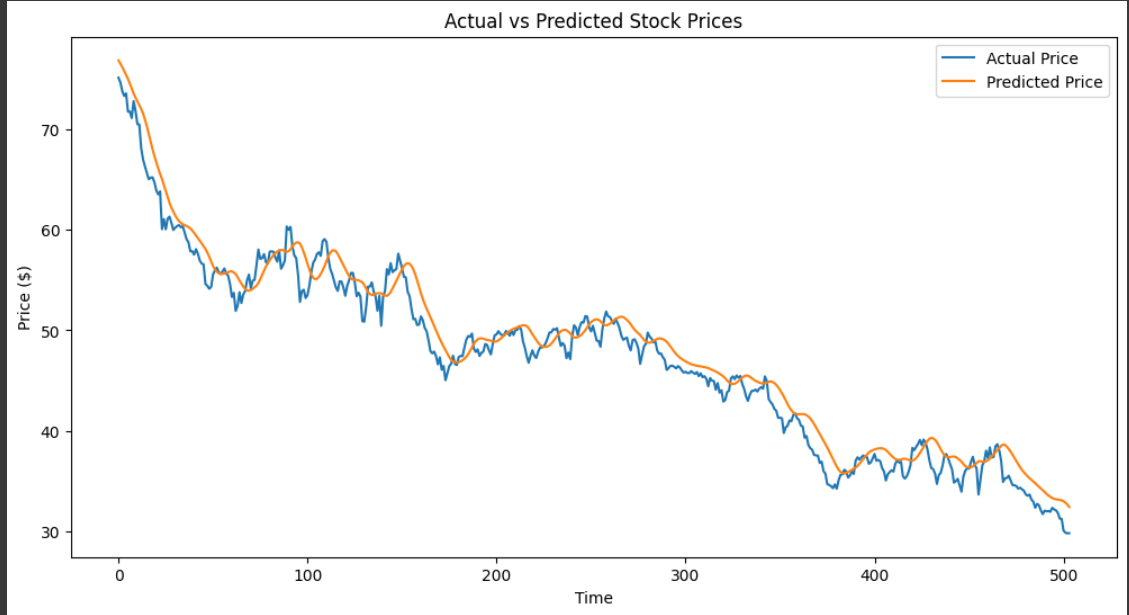 Actual vs Predicted Stock Prices
Actual Price
Predicted Price
70
60
50
40
30
Price ($)
0 100 200 300 400 500
Time